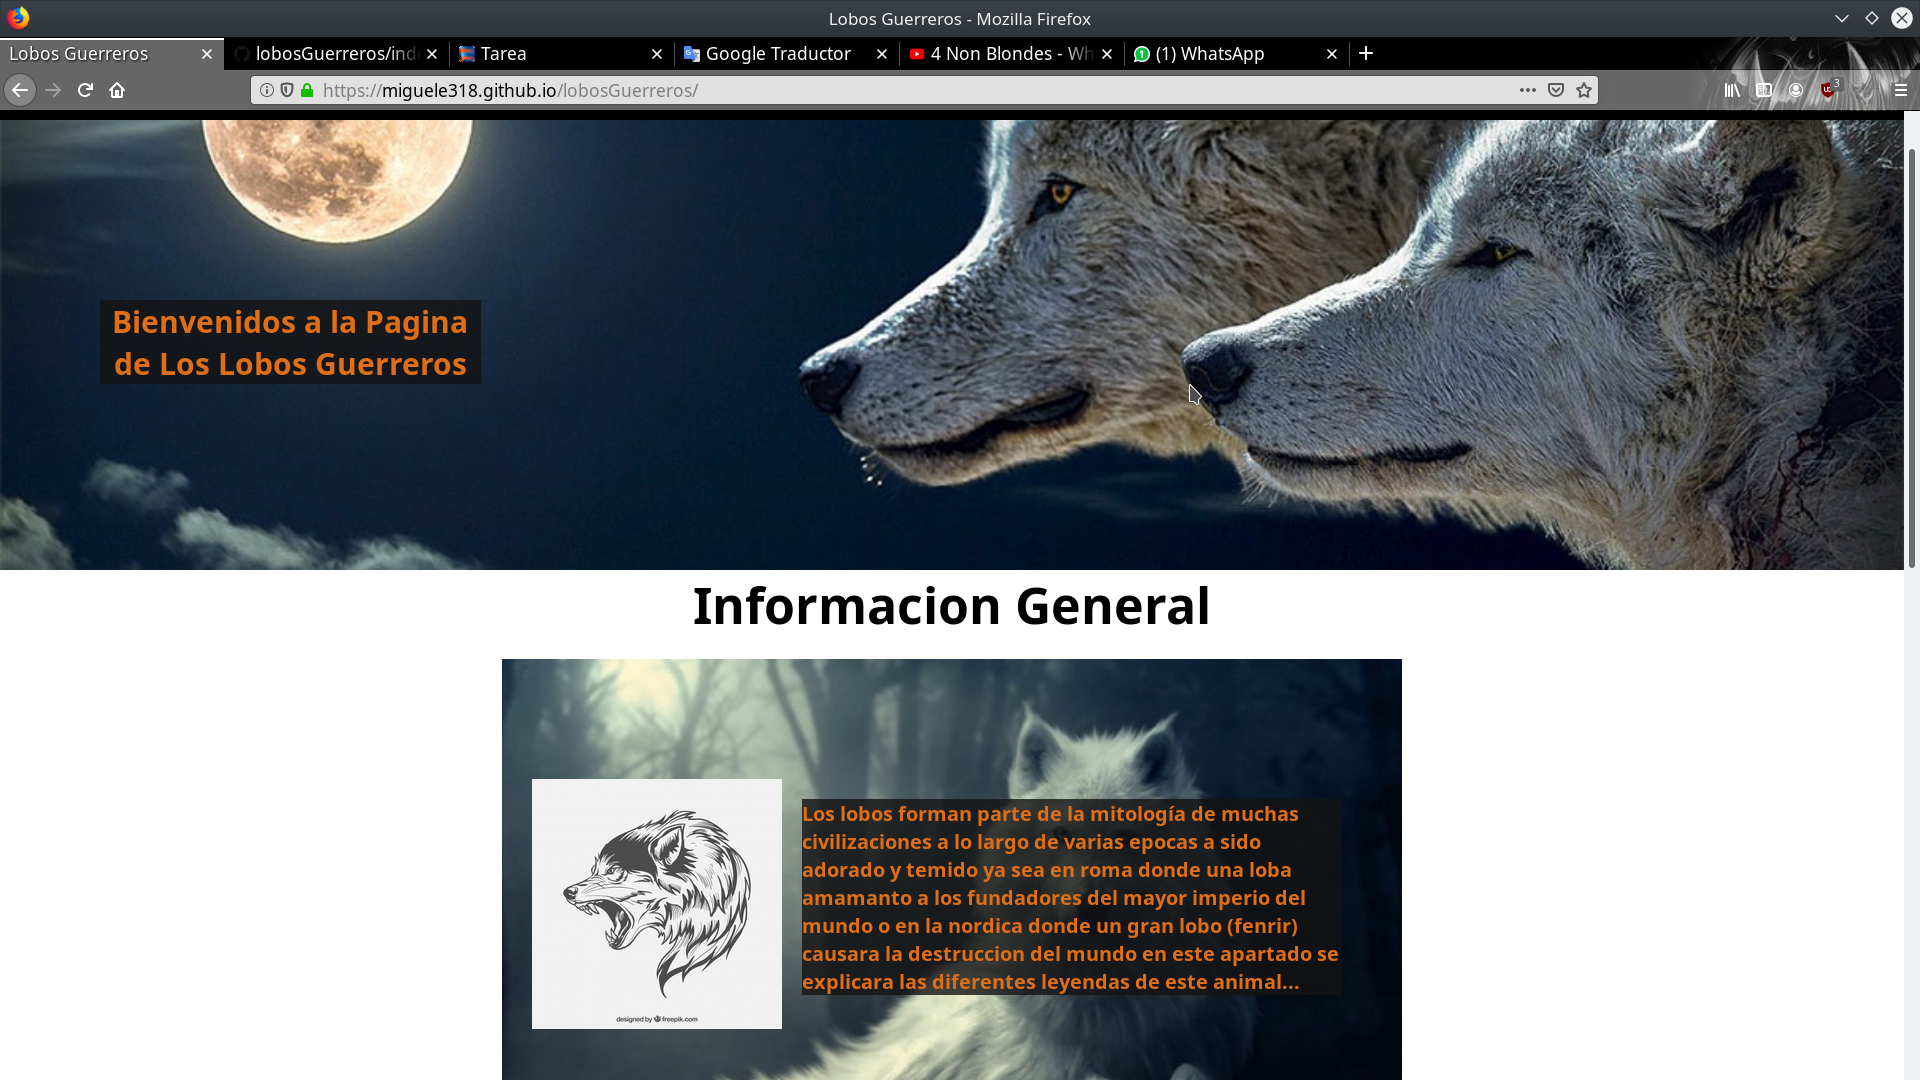 Lobos Guerreros - Mozilla Firefox
Lobos Guerreros
lobosGuerreros/ind
Tarea
Google Traductor
4 Non Blondes - Wh
(1) WhatsApp
https://miguele318.github.io/lobosGuerreros/
3
Bienvenidos a la Pagina
de Los Lobos Guerreros
Informacion General
Los lobos forman parte de la mitología de muchas
civilizaciones a lo largo de varias epocas a sido
adorado y temido ya sea en roma donde una loba
amamanto a los fundadores del mayor imperio del
mundo o en la nordica donde un gran lobo (fenrir)
causara la destruccion del mundo en este apartado se
explicara las diferentes leyendas de este animal...
designed by freepik.com